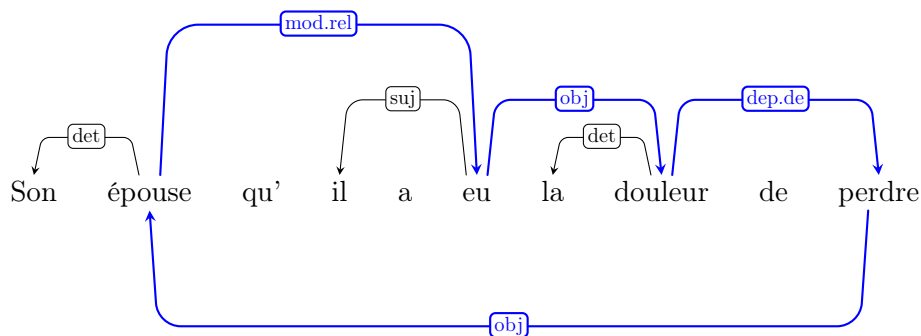 mod.rel
suj obj dep.de
det det
Son épouse qu' il a eu la douleur de perdre
obj